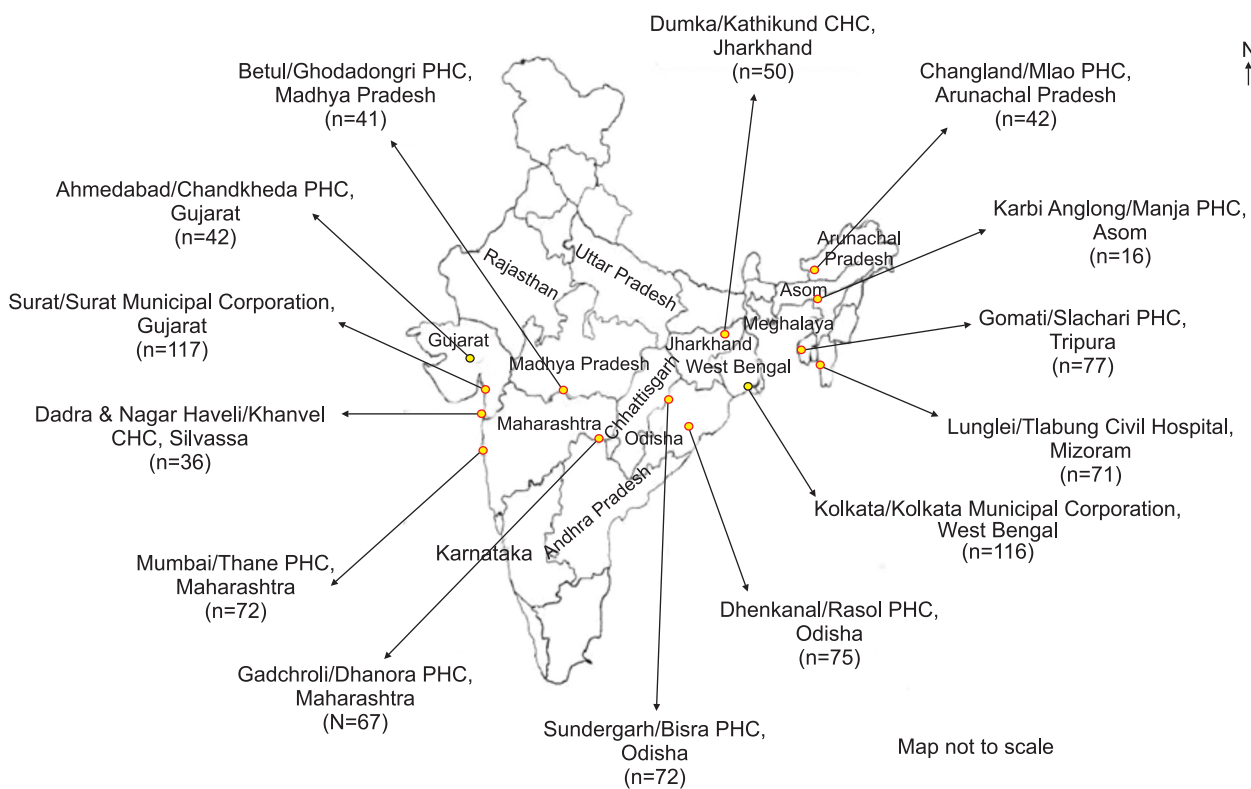 Dumka/Kathikund CHC,
Jharkhand
(n=50)
N
Betul/Ghodadongri PHC,
Madhya Pradesh
(n=41)
Changland/Mlao PHC,
Arunachal Pradesh
(n=42)
Ahmedabad/Chandkheda PHC,
Gujarat
(n=42)
Karbi Anglong/Manja PHC,
Asom
(n=16)
Surat/Surat Municipal Corporation,
Gujarat
(n=117)
Gomati/Slachari PHC,
Tripura
(n=77)
Dadra & Nagar Haveli/Khanvel
CHC, Silvassa
(n=36)
Lunglei/Tlabung Civil Hospital,
Mizoram
(n=71)
Kolkata/Kolkata Municipal Corporation,
West Bengal
(n=116)
Mumbai/Thane PHC,
Maharashtra
(n=72)
Dhenkanal/Rasol PHC,
Odisha
(n=75)
Gadchroli/Dhanora PHC,
Maharashtra
(N=67)
Sundergarh/Bisra PHC,
Odisha
(n=72)
Arunachal
Pradesh
Rajasthan
Uttar Pradesh
Asom
Meghalaya
Gujarat
Jharkhand
Madhya Pradesh
West Bengal
Chhattisgarh
Maharashtra
Odisha
Andhra Pradesh
Karnataka
Map not to scale